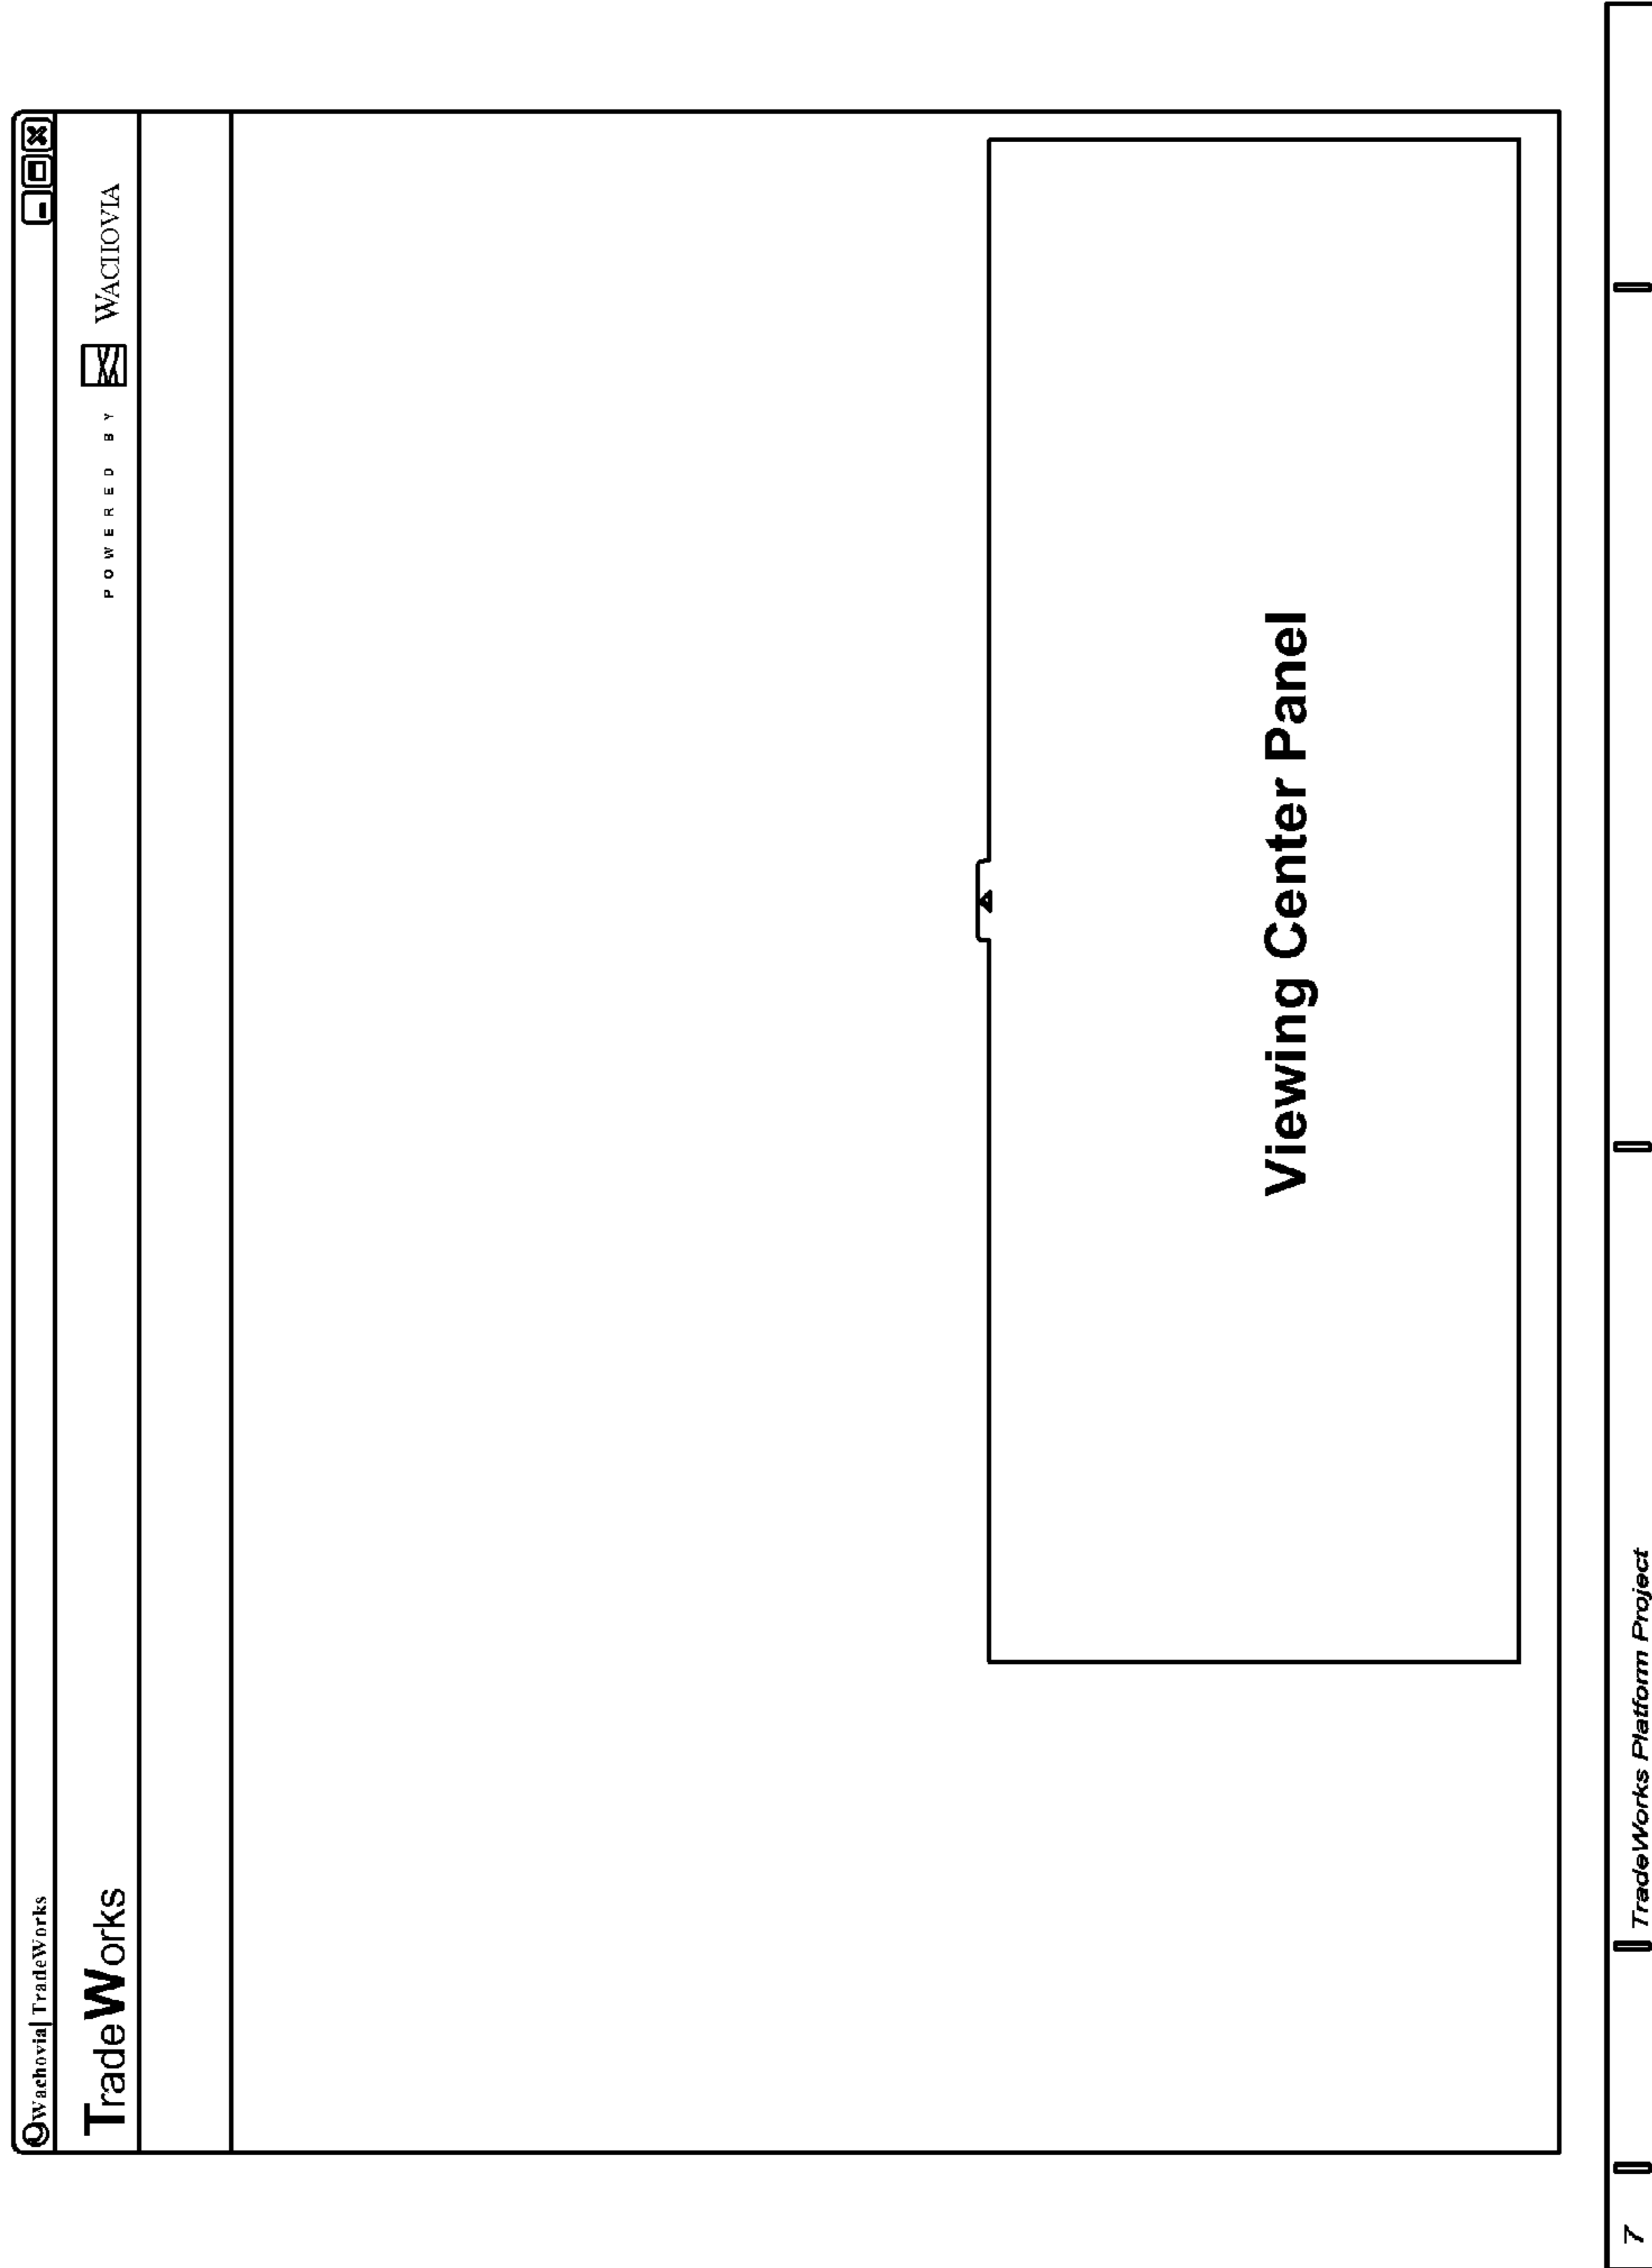 Wachovia| TradeWorks
TradeWorks
POWERED BY WACHOVIA
Viewing Center Panel
7
TradeWorks Platform Project